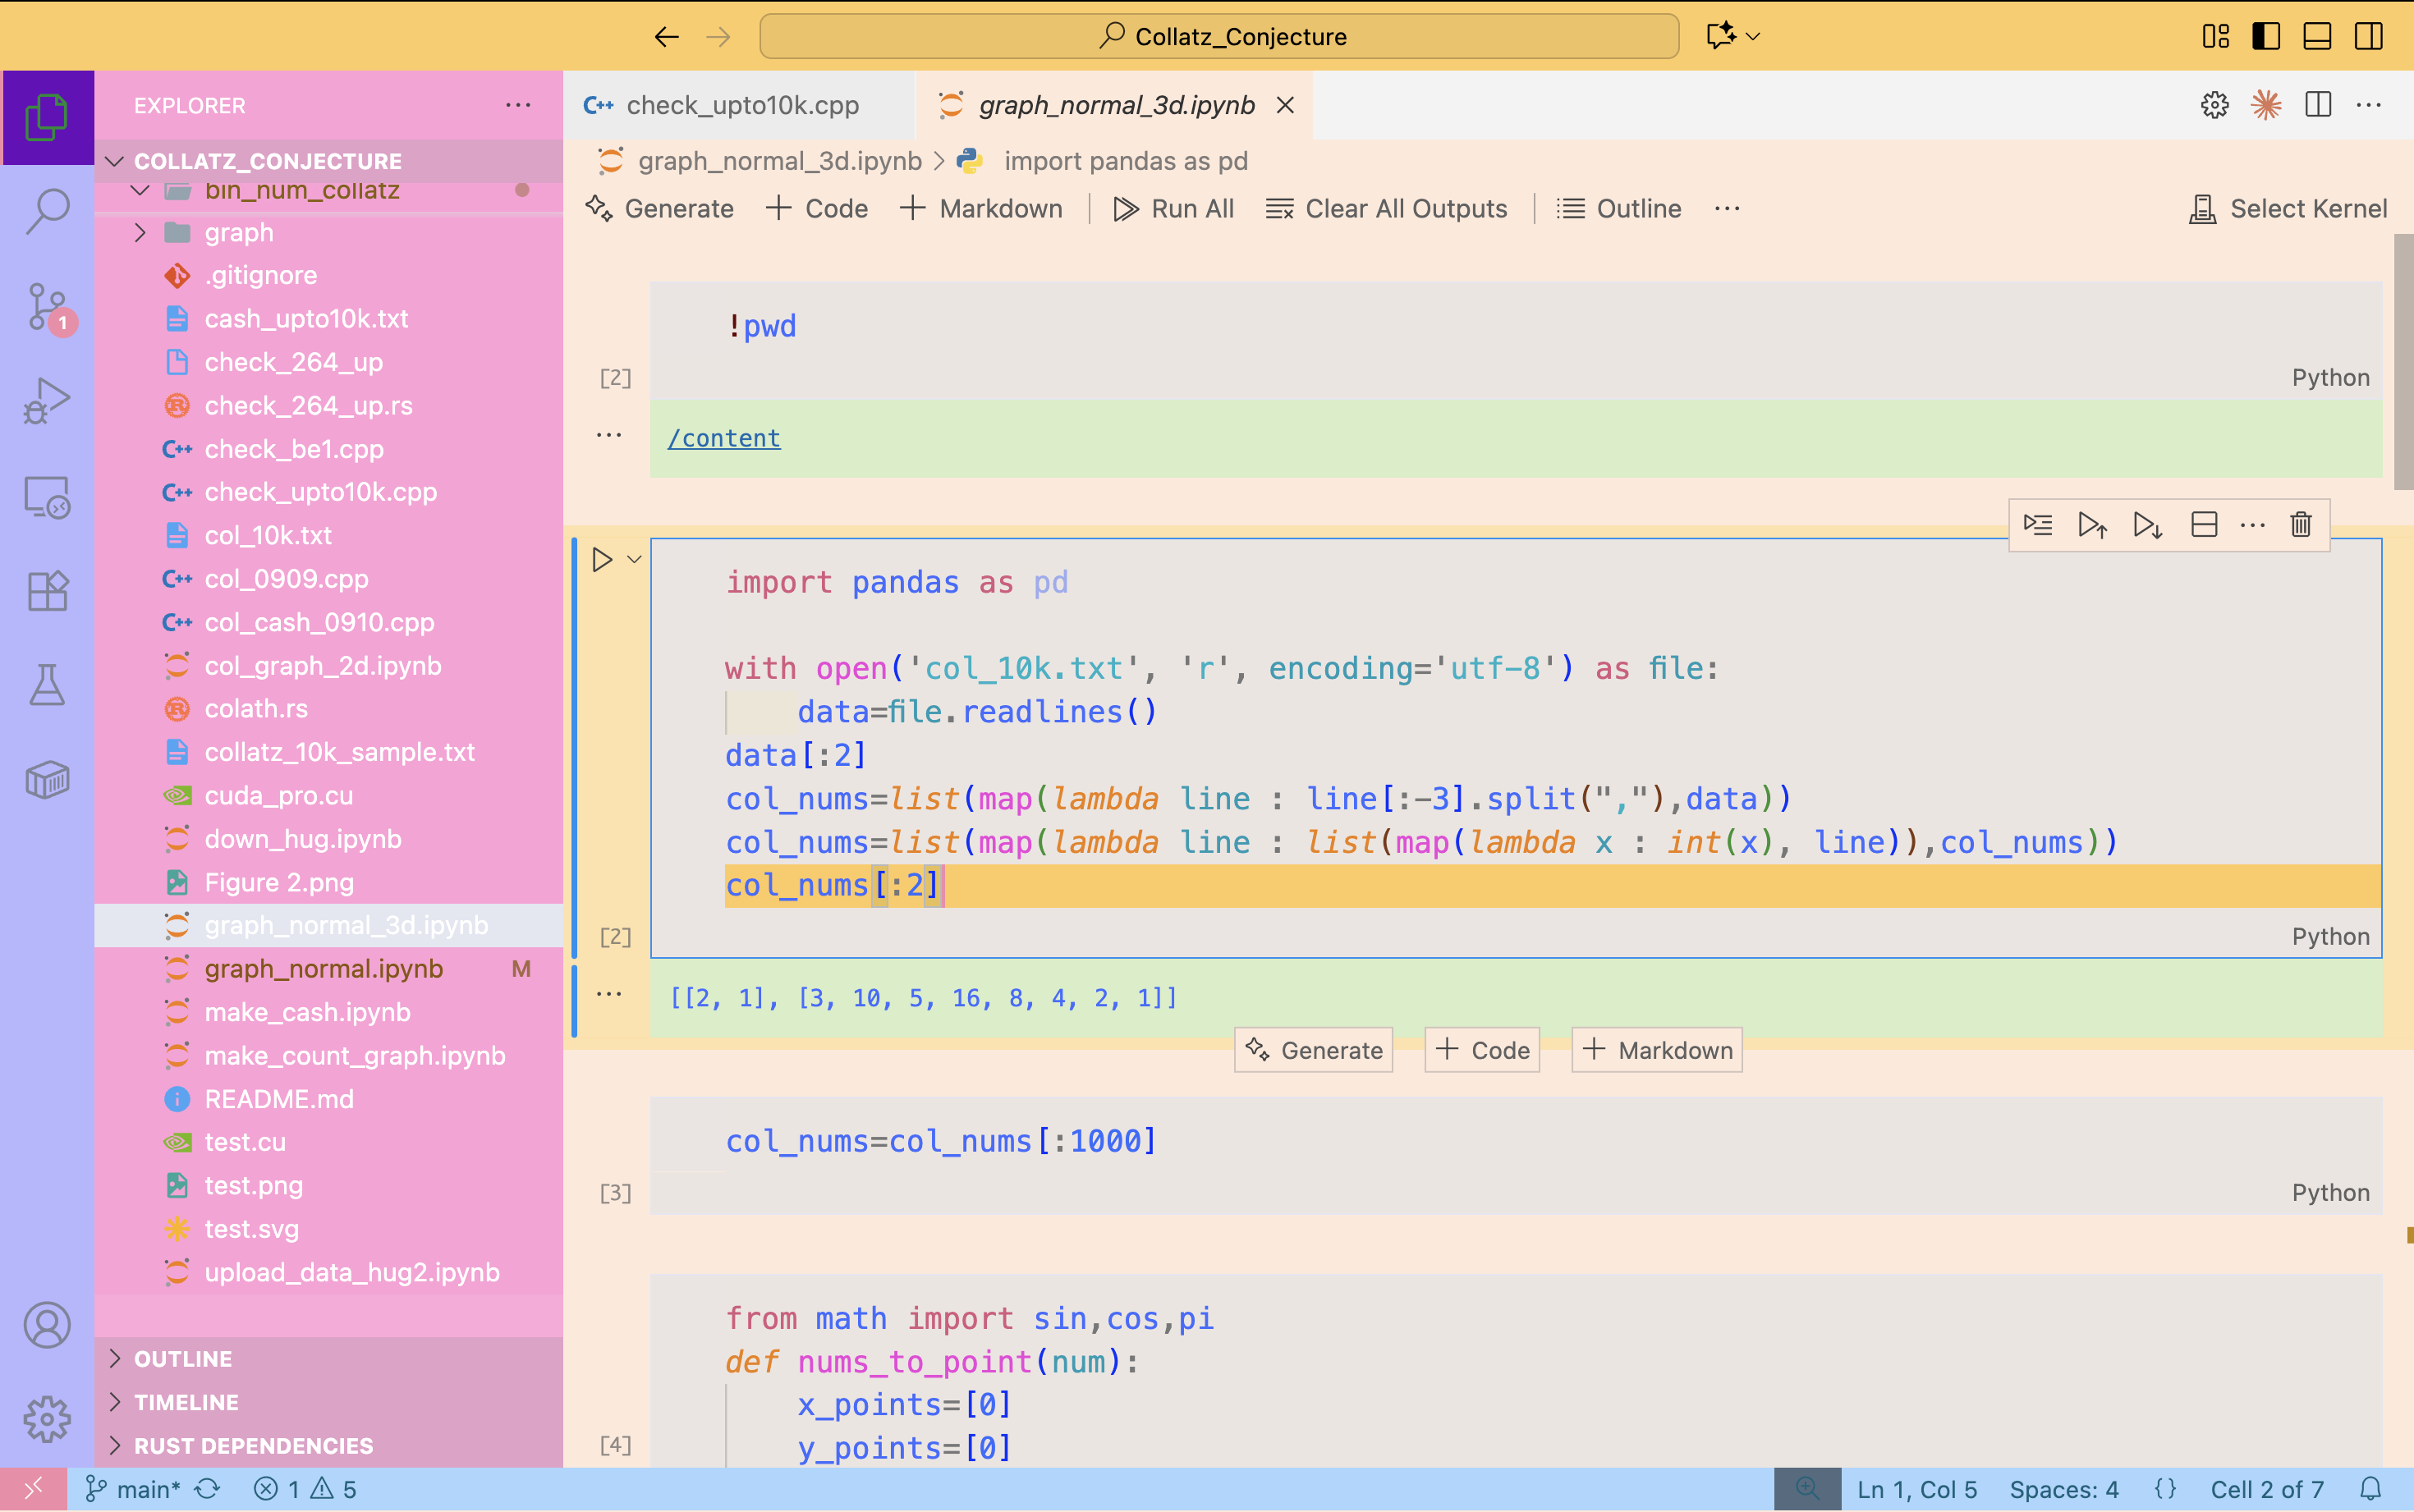 Collatz_Conjecture
EXPLORER
COLLATZ_CONJECTURE
bin_num_collatz
graph
.gitignore
cash_upto10k.txt
check_264_up
check_264_up.rs
check_be1.cpp
check_upto10k.cpp
col_10k.txt
col_0909.cpp
col_cash_0910.cpp
col_graph_2d.ipynb
colath.rs
collatz_10k_sample.txt
cuda_pro.cu
down_hug.ipynb
Figure 2.png
graph_normal_3d.ipynb
graph_normal.ipynb M
make_cash.ipynb
make_count_graph.ipynb
README.md
test.cu
test.png
test.svg
upload_data_hug2.ipynb
OUTLINE
TIMELINE
RUST DEPENDENCIES
1
check_upto10k.cpp graph_normal_3d.ipynb
graph_normal_3d.ipynb > import pandas as pd
Generate + Code + Markdown Run All Clear All Outputs Outline ... Select Kernel
!pwd
[2] Python
/content
import pandas as pd
with open('col_10k.txt', 'r', encoding='utf-8') as file:
    data=file.readlines()
data[:2]
col_nums=list(map(lambda line : line[:-3].split(","),data))
col_nums=list(map(lambda line : list(map(lambda x : int(x), line)),col_nums))
col_nums[:2]
[2] Python
[[2, 1], [3, 10, 5, 16, 8, 4, 2, 1]]
Generate + Code + Markdown
col_nums=col_nums[:1000]
[3] Python
from math import sin,cos,pi
def nums_to_point(num):
    x_points=[0]
    y_points=[0]
[4]
main* 1 5 Ln 1, Col 5 Spaces: 4 {} Cell 2 of 7